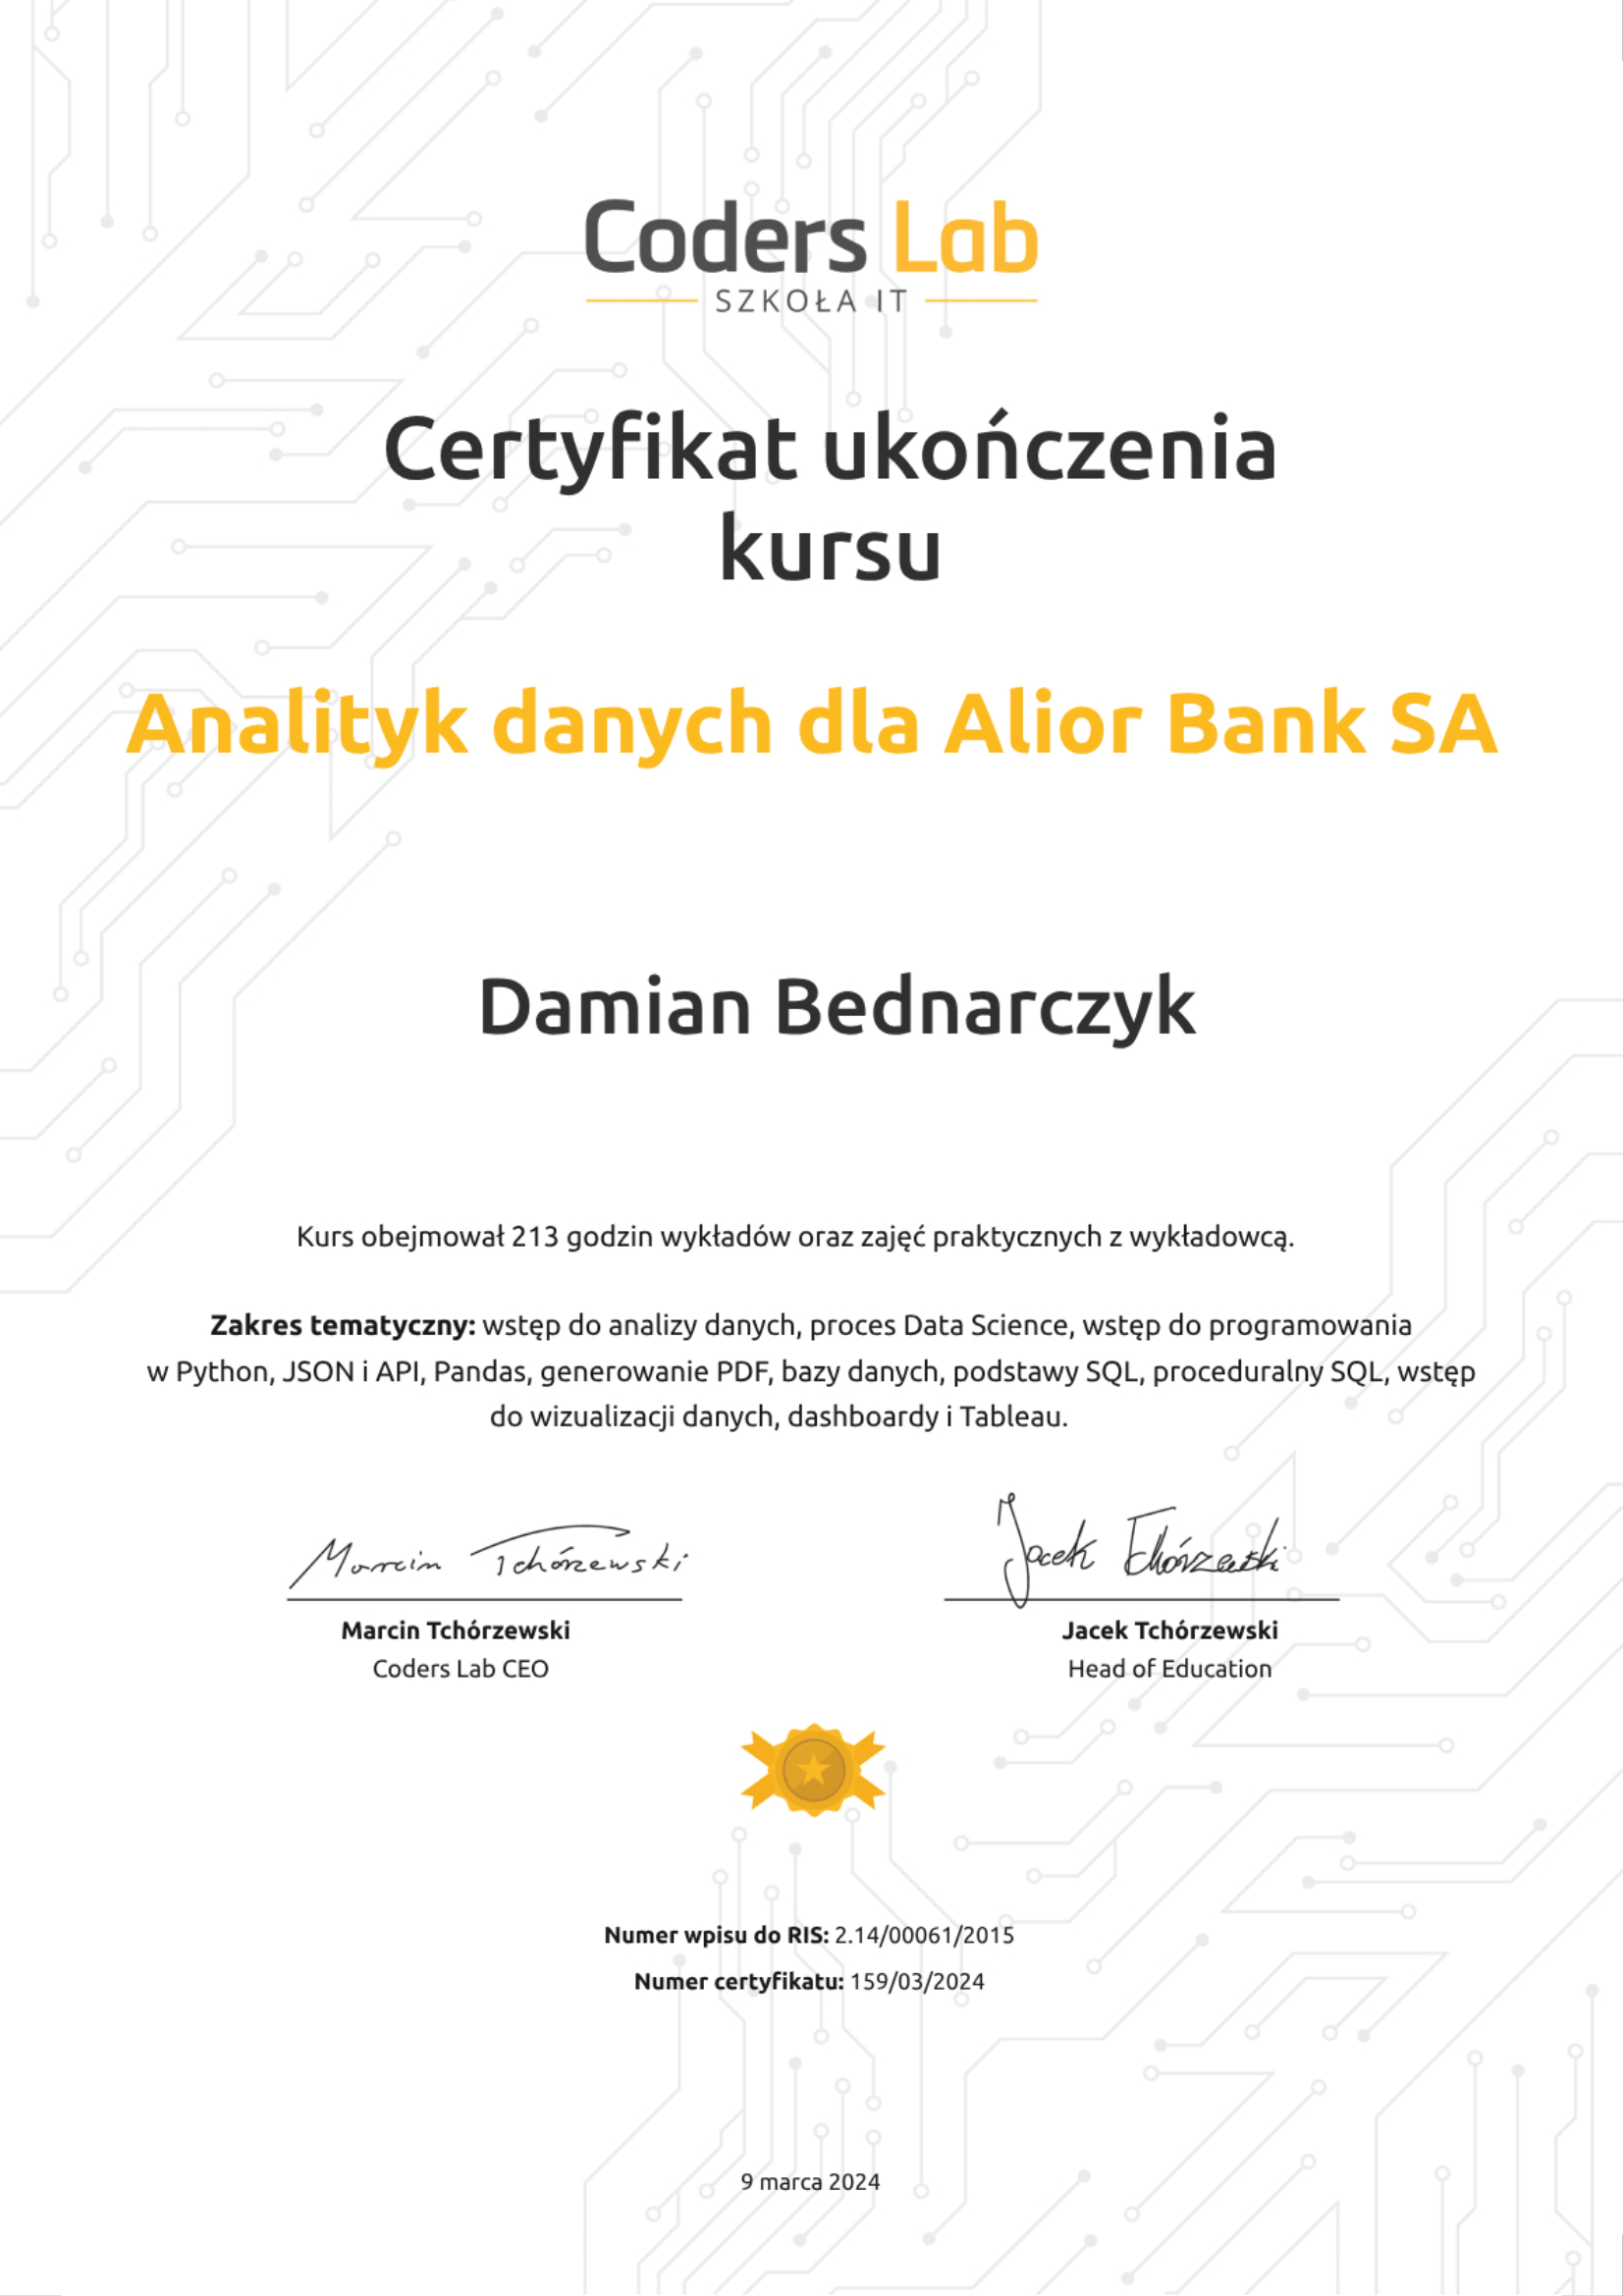 Coders Lab
SZKOŁA IT
Certyfikat ukończenia
kursu
Analityk danych dla Alior Bank SA
Damian Bednarczyk
Kurs obejmował 213 godzin wykładów oraz zajęć praktycznych z wykładowcą.
Zakres tematyczny: wstęp do analizy danych, proces Data Science, wstęp do programowania
w Python, JSON i API, Pandas, generowanie PDF, bazy danych, podstawy SQL, proceduralny SQL, wstęp
do wizualizacji danych, dashboardy i Tableau.
Marcin Tchórzewski Jacek Tchórzewski
Marcin Tchórzewski Jacek Tchórzewski
Coders Lab CEO Head of Education
Numer wpisu do RIS: 2.14/00061/2015
Numer certyfikatu: 159/03/2024
9 marca 2024